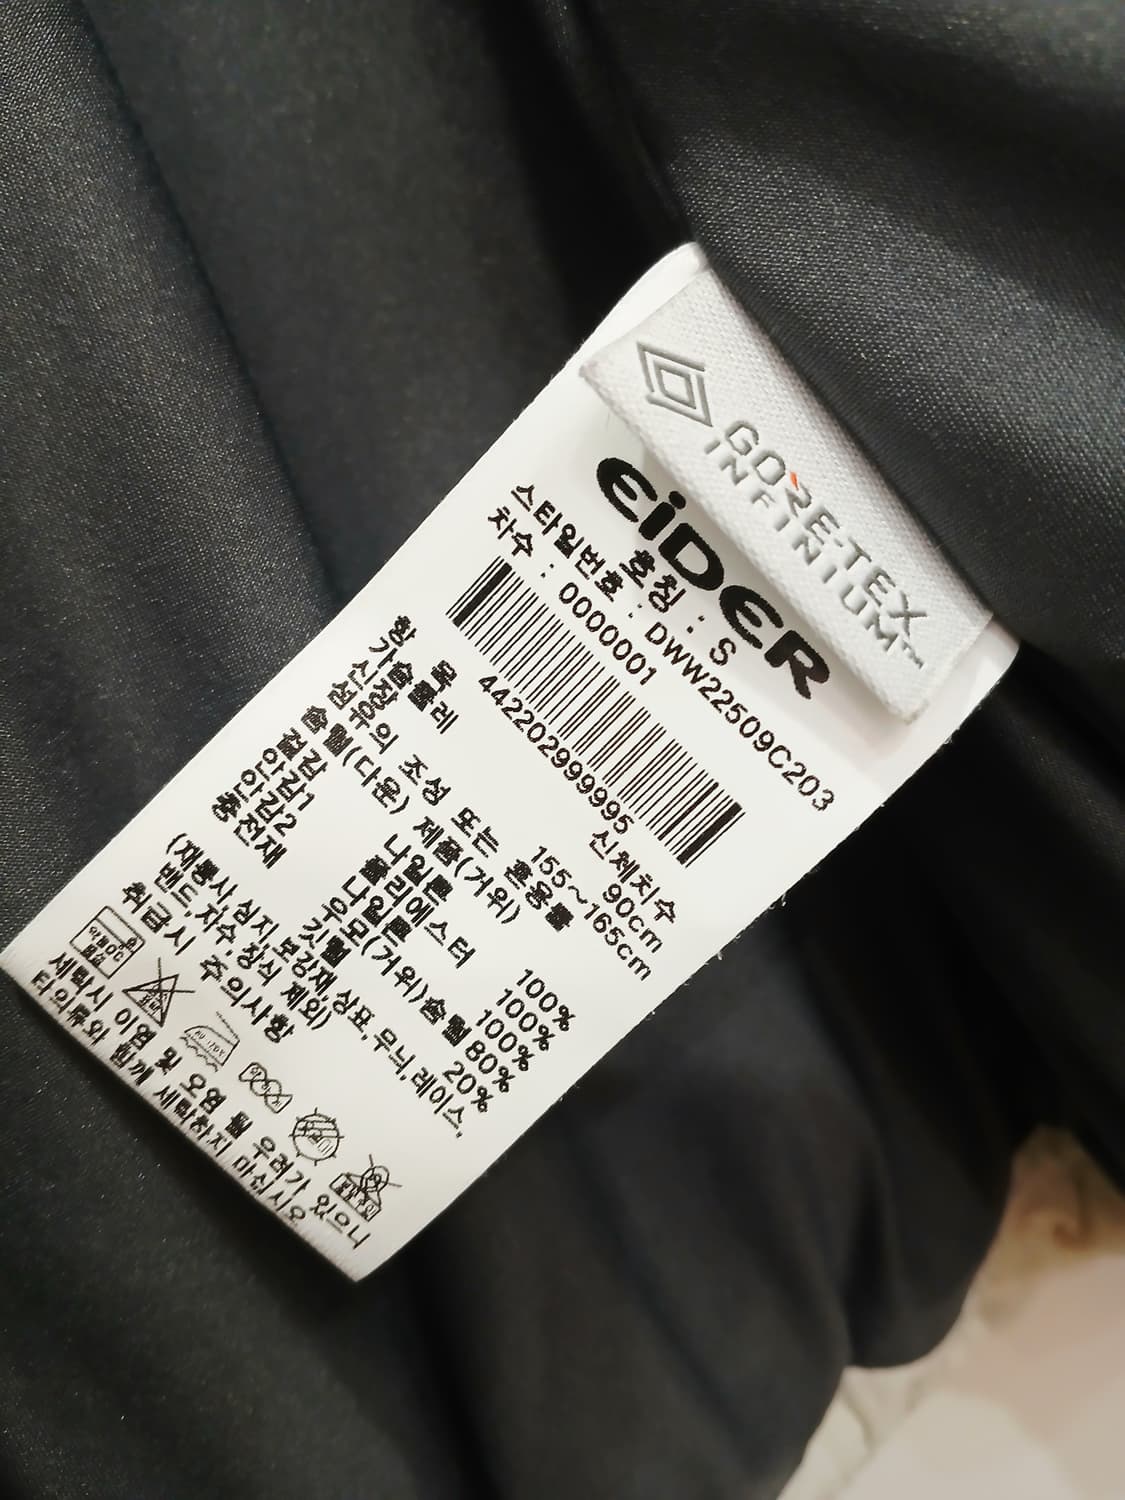 GORE-TEX
INFINIUM™
EiDER
호칭 : S
스타일번호 : DWW22509C203
차수 : 0000001
442202999995
항 목 신체치수
가슴둘레 90cm
신장 155~165cm
섬유의 조성 또는 혼용률
솜털(다운) 제품(거위)
겉감 나일론 100%
안감1 폴리에스터 100%
안감2 나일론 100%
충전재 우모(거위)솜털 80%
깃털 20%
(재봉사,심지,보강재,상표,무늬,레이스,
밴드,자수,장식 제외)
취급시 주의사항
세탁시 이염 및 오염 될 우려가 있으니
타의류와 함께 세탁하지 마십시오